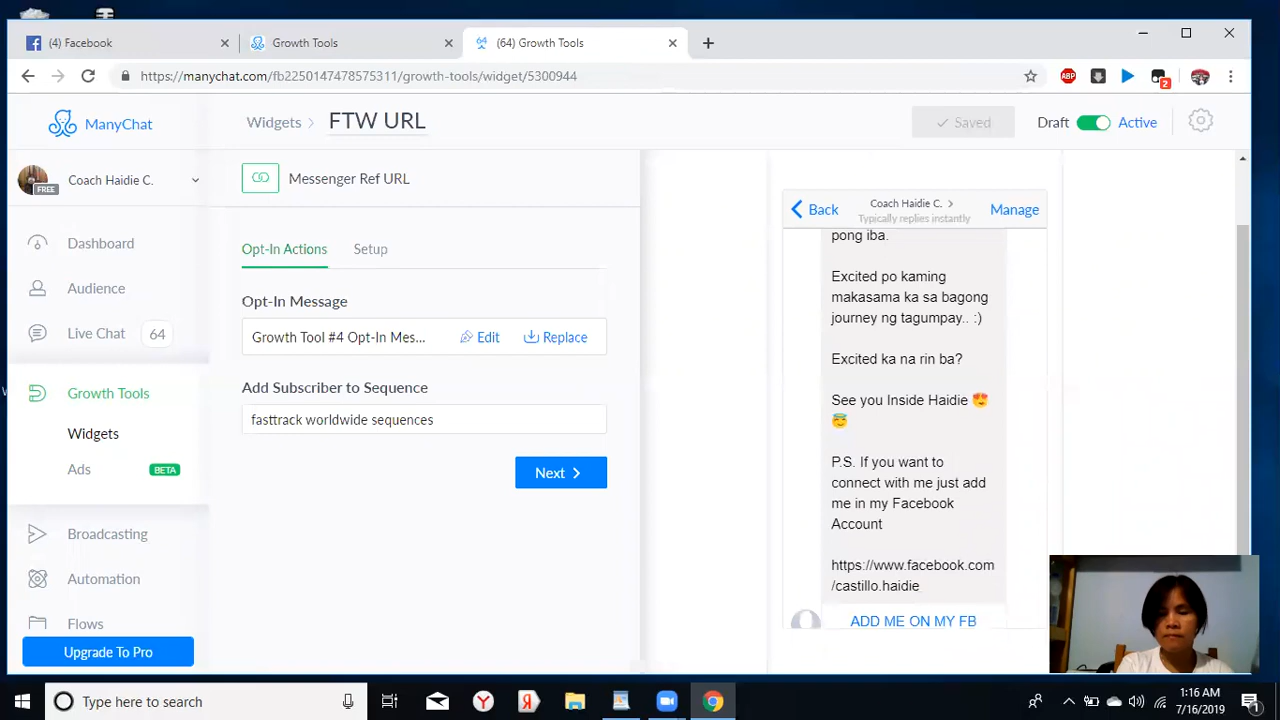 (4) Facebook
Growth Tools
(64) Growth Tools
https://manychat.com/fb2250147478575311/growth-tools/widget/5300944
ABP
2
ManyChat
Widgets
FTW URL
Saved
Draft
Active
FREE
Coach Haidie C.
Messenger Ref URL
Dashboard
Audience
Live Chat 64
Growth Tools
Widgets
Ads BETA
Broadcasting
Automation
Flows
Upgrade To Pro
Opt-In Actions
Setup
Opt-In Message
Growth Tool #4 Opt-In Mes...
Edit
Replace
Add Subscriber to Sequence
fasttrack worldwide sequences
Next
Back
Coach Haidie C.
Typically replies instantly
Manage
pong iba.
Excited po kaming
makasama ka sa bagong
journey ng tagumpay.. :)
Excited ka na rin ba?
See you Inside Haidie 😍
😇
P.S. If you want to
connect with me just add
me in my Facebook
Account
https://www.facebook.com
/castillo.haidie
ADD ME ON MY FB
Type here to search
1:16 AM
7/16/2019
1